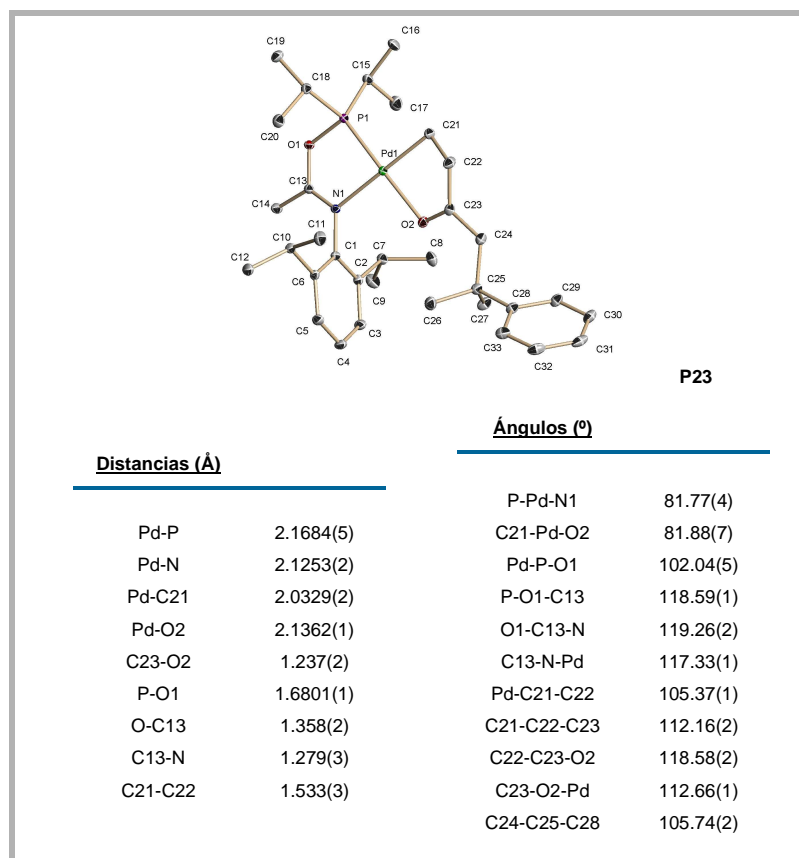 C16
C19
C15
C18
C17
C21
P1
C20
O1
Pd1
C22
C13
N1
C23
C14
O2
C11
C24
C10
C7
C8
C1
C12
C2
C25
C29
C6
C28
C9
C30
C26
C27
C5
C3
C33
C31
C4
C32
P23
Ángulos (º)
Distancias (Å)
P-Pd-N1 81.77(4)
Pd-P 2.1684(5) C21-Pd-O2 81.88(7)
Pd-N 2.1253(2) Pd-P-O1 102.04(5)
Pd-C21 2.0329(2) P-O1-C13 118.59(1)
Pd-O2 2.1362(1) O1-C13-N 119.26(2)
C23-O2 1.237(2) C13-N-Pd 117.33(1)
P-O1 1.6801(1) Pd-C21-C22 105.37(1)
O-C13 1.358(2) C21-C22-C23 112.16(2)
C13-N 1.279(3) C22-C23-O2 118.58(2)
C21-C22 1.533(3) C23-O2-Pd 112.66(1)
C24-C25-C28 105.74(2)